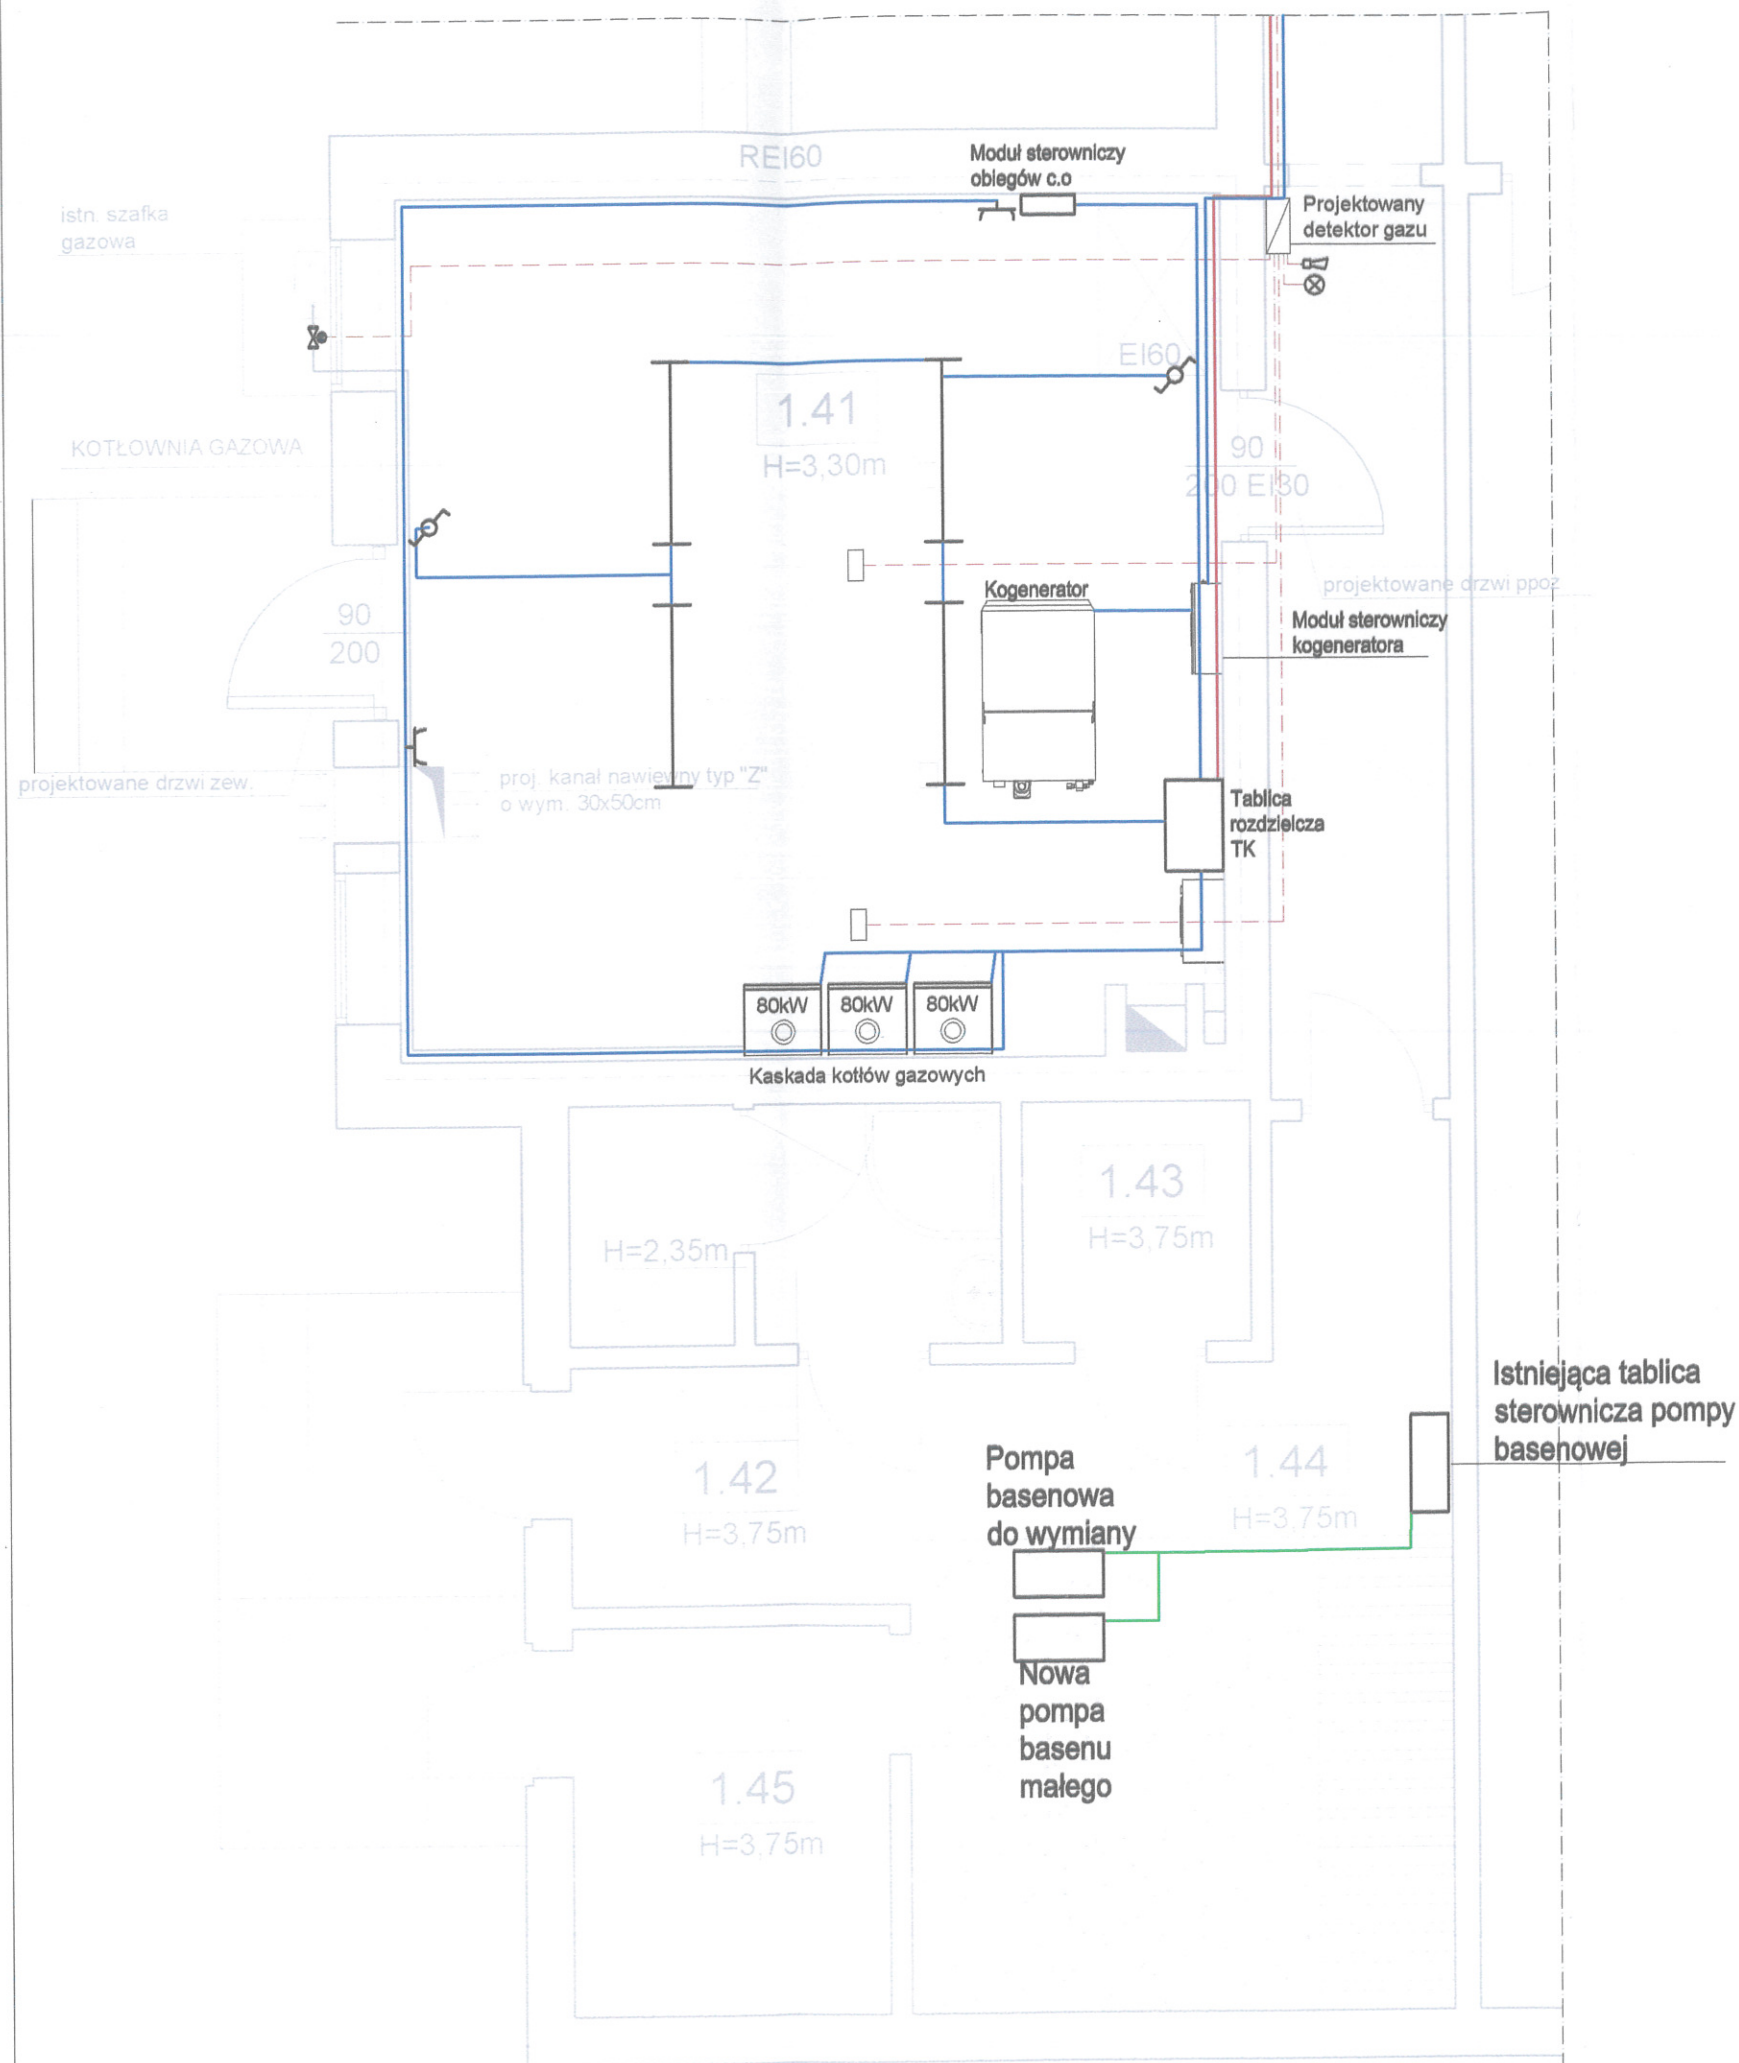 REI60
Moduł sterowniczy
obiegów c.o
istn. szafka
gazowa
Projektowany
detektor gazu
EI60
1.41
H=3,30m
KOTŁOWNIA GAZOWA
90
200 EI30
projektowane drzwi ppoż
Kogenerator
Moduł sterowniczy
kogeneratora
90
200
projektowane drzwi zew.
proj. kanał nawiewny typ "Z"
o wym. 30x50cm
Tablica
rozdzielcza
TK
80kW
80kW
80kW
Kaskada kotłów gazowych
1.43
H=3,75m
H=2,35m
Istniejąca tablica
sterownicza pompy
basenowej
1.42
H=3,75m
Pompa
basenowa
do wymiany
1.44
H=3,75m
Nowa
pompa
basenu
małego
1.45
H=3,75m